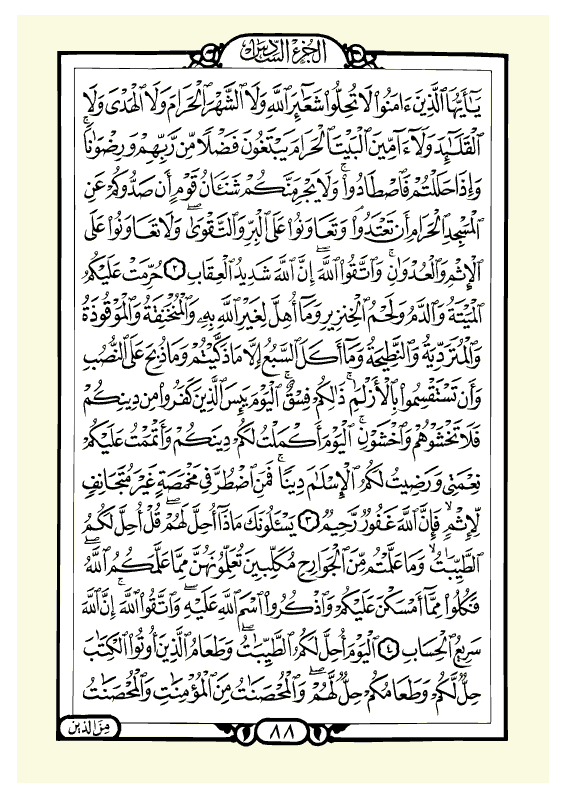 الجزء السادس
يَٰٓأَيُّهَا ٱلَّذِينَ ءَامَنُوا۟ لَا تُحِلُّوا۟ شَعَٰٓئِرَ ٱللَّهِ وَلَا ٱلشَّهْرَ ٱلْحَرَامَ وَلَا ٱلْهَدْىَ وَلَا
ٱلْقَلَٰٓئِدَ وَلَآ ءَآمِّينَ ٱلْبَيْتَ ٱلْحَرَامَ يَبْتَغُونَ فَضْلًا مِّن رَّبِّهِمْ وَرِضْوَٰنًا ۚ
وَإِذَا حَلَلْتُمْ فَٱصْطَادُوا۟ ۚ وَلَا يَجْرِمَنَّكُمْ شَنَـَٔانُ قَوْمٍ أَن صَدُّوكُمْ عَنِ
ٱلْمَسْجِدِ ٱلْحَرَامِ أَن تَعْتَدُوا۟ ۘ وَتَعَاوَنُوا۟ عَلَى ٱلْبِرِّ وَٱلتَّقْوَىٰ ۖ وَلَا تَعَاوَنُوا۟ عَلَى
ٱلْإِثْمِ وَٱلْعُدْوَٰنِ ۚ وَٱتَّقُوا۟ ٱللَّهَ ۖ إِنَّ ٱللَّهَ شَدِيدُ ٱلْعِقَابِ ٢ حُرِّمَتْ عَلَيْكُمُ
ٱلْمَيْتَةُ وَٱلدَّمُ وَلَحْمُ ٱلْخِنزِيرِ وَمَآ أُهِلَّ لِغَيْرِ ٱللَّهِ بِهِۦ وَٱلْمُنْخَنِقَةُ وَٱلْمَوْقُوذَةُ
وَٱلْمُتَرَدِّيَةُ وَٱلنَّطِيحَةُ وَمَآ أَكَلَ ٱلسَّبُعُ إِلَّا مَا ذَكَّيْتُمْ وَمَا ذُبِحَ عَلَى ٱلنُّصُبِ
وَأَن تَسْتَقْسِمُوا۟ بِٱلْأَزْلَٰمِ ۚ ذَٰلِكُمْ فِسْقٌ ۗ ٱلْيَوْمَ يَئِسَ ٱلَّذِينَ كَفَرُوا۟ مِن دِينِكُمْ
فَلَا تَخْشَوْهُمْ وَٱخْشَوْنِ ۚ ٱلْيَوْمَ أَكْمَلْتُ لَكُمْ دِينَكُمْ وَأَتْمَمْتُ عَلَيْكُمْ
نِعْمَتِى وَرَضِيتُ لَكُمُ ٱلْإِسْلَٰمَ دِينًا ۚ فَمَنِ ٱضْطُرَّ فِى مَخْمَصَةٍ غَيْرَ مُتَجَانِفٍ
لِّإِثْمٍ ۙ فَإِنَّ ٱللَّهَ غَفُورٌ رَّحِيمٌ ٣ يَسْـَٔلُونَكَ مَاذَآ أُحِلَّ لَهُمْ ۖ قُلْ أُحِلَّ لَكُمُ
ٱلطَّيِّبَٰتُ ۙ وَمَا عَلَّمْتُم مِّنَ ٱلْجَوَارِحِ مُكَلِّبِينَ تُعَلِّمُونَهُنَّ مِمَّا عَلَّمَكُمُ ٱللَّهُ ۖ
فَكُلُوا۟ مِمَّآ أَمْسَكْنَ عَلَيْكُمْ وَٱذْكُرُوا۟ ٱسْمَ ٱللَّهِ عَلَيْهِ ۖ وَٱتَّقُوا۟ ٱللَّهَ ۚ إِنَّ ٱللَّهَ
سَرِيعُ ٱلْحِسَابِ ٤ ٱلْيَوْمَ أُحِلَّ لَكُمُ ٱلطَّيِّبَٰتُ ۖ وَطَعَامُ ٱلَّذِينَ أُوتُوا۟ ٱلْكِتَٰبَ
حِلٌّ لَّكُمْ وَطَعَامُكُمْ حِلٌّ لَّهُمْ ۖ وَٱلْمُحْصَنَٰتُ مِنَ ٱلْمُؤْمِنَٰتِ وَٱلْمُحْصَنَٰتُ
مِنَ الَّذِينَ
٨٨